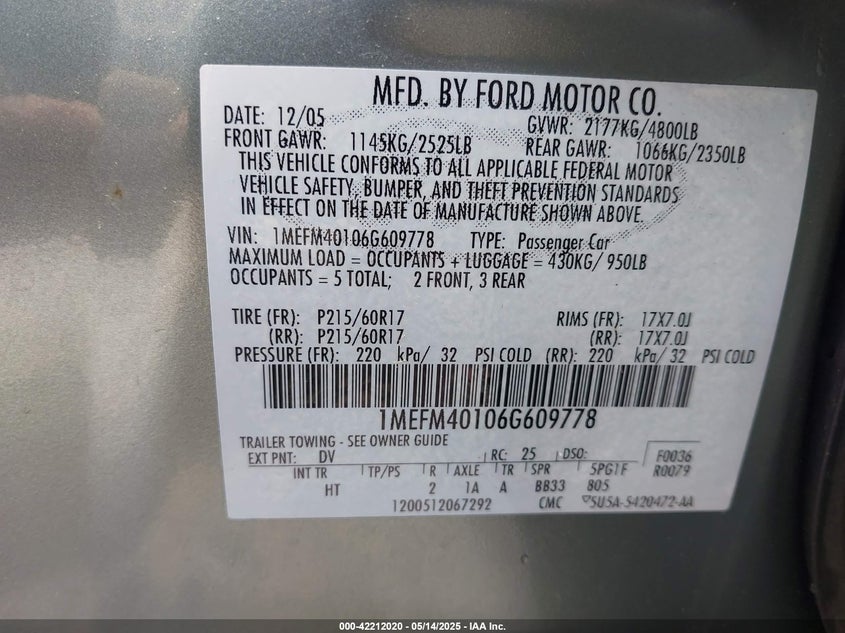 MFD. BY FORD MOTOR CO.
DATE: 12/05 GVWR: 2177KG/4800LB
FRONT GAWR: 1145KG/2525LB REAR GAWR: 1066KG/2350LB
THIS VEHICLE CONFORMS TO ALL APPLICABLE FEDERAL MOTOR
VEHICLE SAFETY, BUMPER, AND THEFT PREVENTION STANDARDS
IN EFFECT ON THE DATE OF MANUFACTURE SHOWN ABOVE.
VIN: 1MEFM40106G609778 TYPE: Passenger Car
MAXIMUM LOAD = OCCUPANTS + LUGGAGE = 430KG/ 950LB
OCCUPANTS = 5 TOTAL; 2 FRONT, 3 REAR
TIRE (FR): P215/60R17 RIMS (FR): 17X7.0J
(RR): P215/60R17 (RR): 17X7.0J
PRESSURE (FR): 220 kPa/ 32 PSI COLD (RR): 220 kPa/ 32 PSI COLD
1MEFM40106G609778
TRAILER TOWING - SEE OWNER GUIDE
EXT PNT: DV RC: 25 DSO: F0036
INT TR TP/PS R AXLE TR SPR 5PG1F R0079
HT 2 1A A BB33 805
1200512067292 CMC 5U5A-5420472-AA
000-42212020 - 05/14/2025 - IAA Inc.